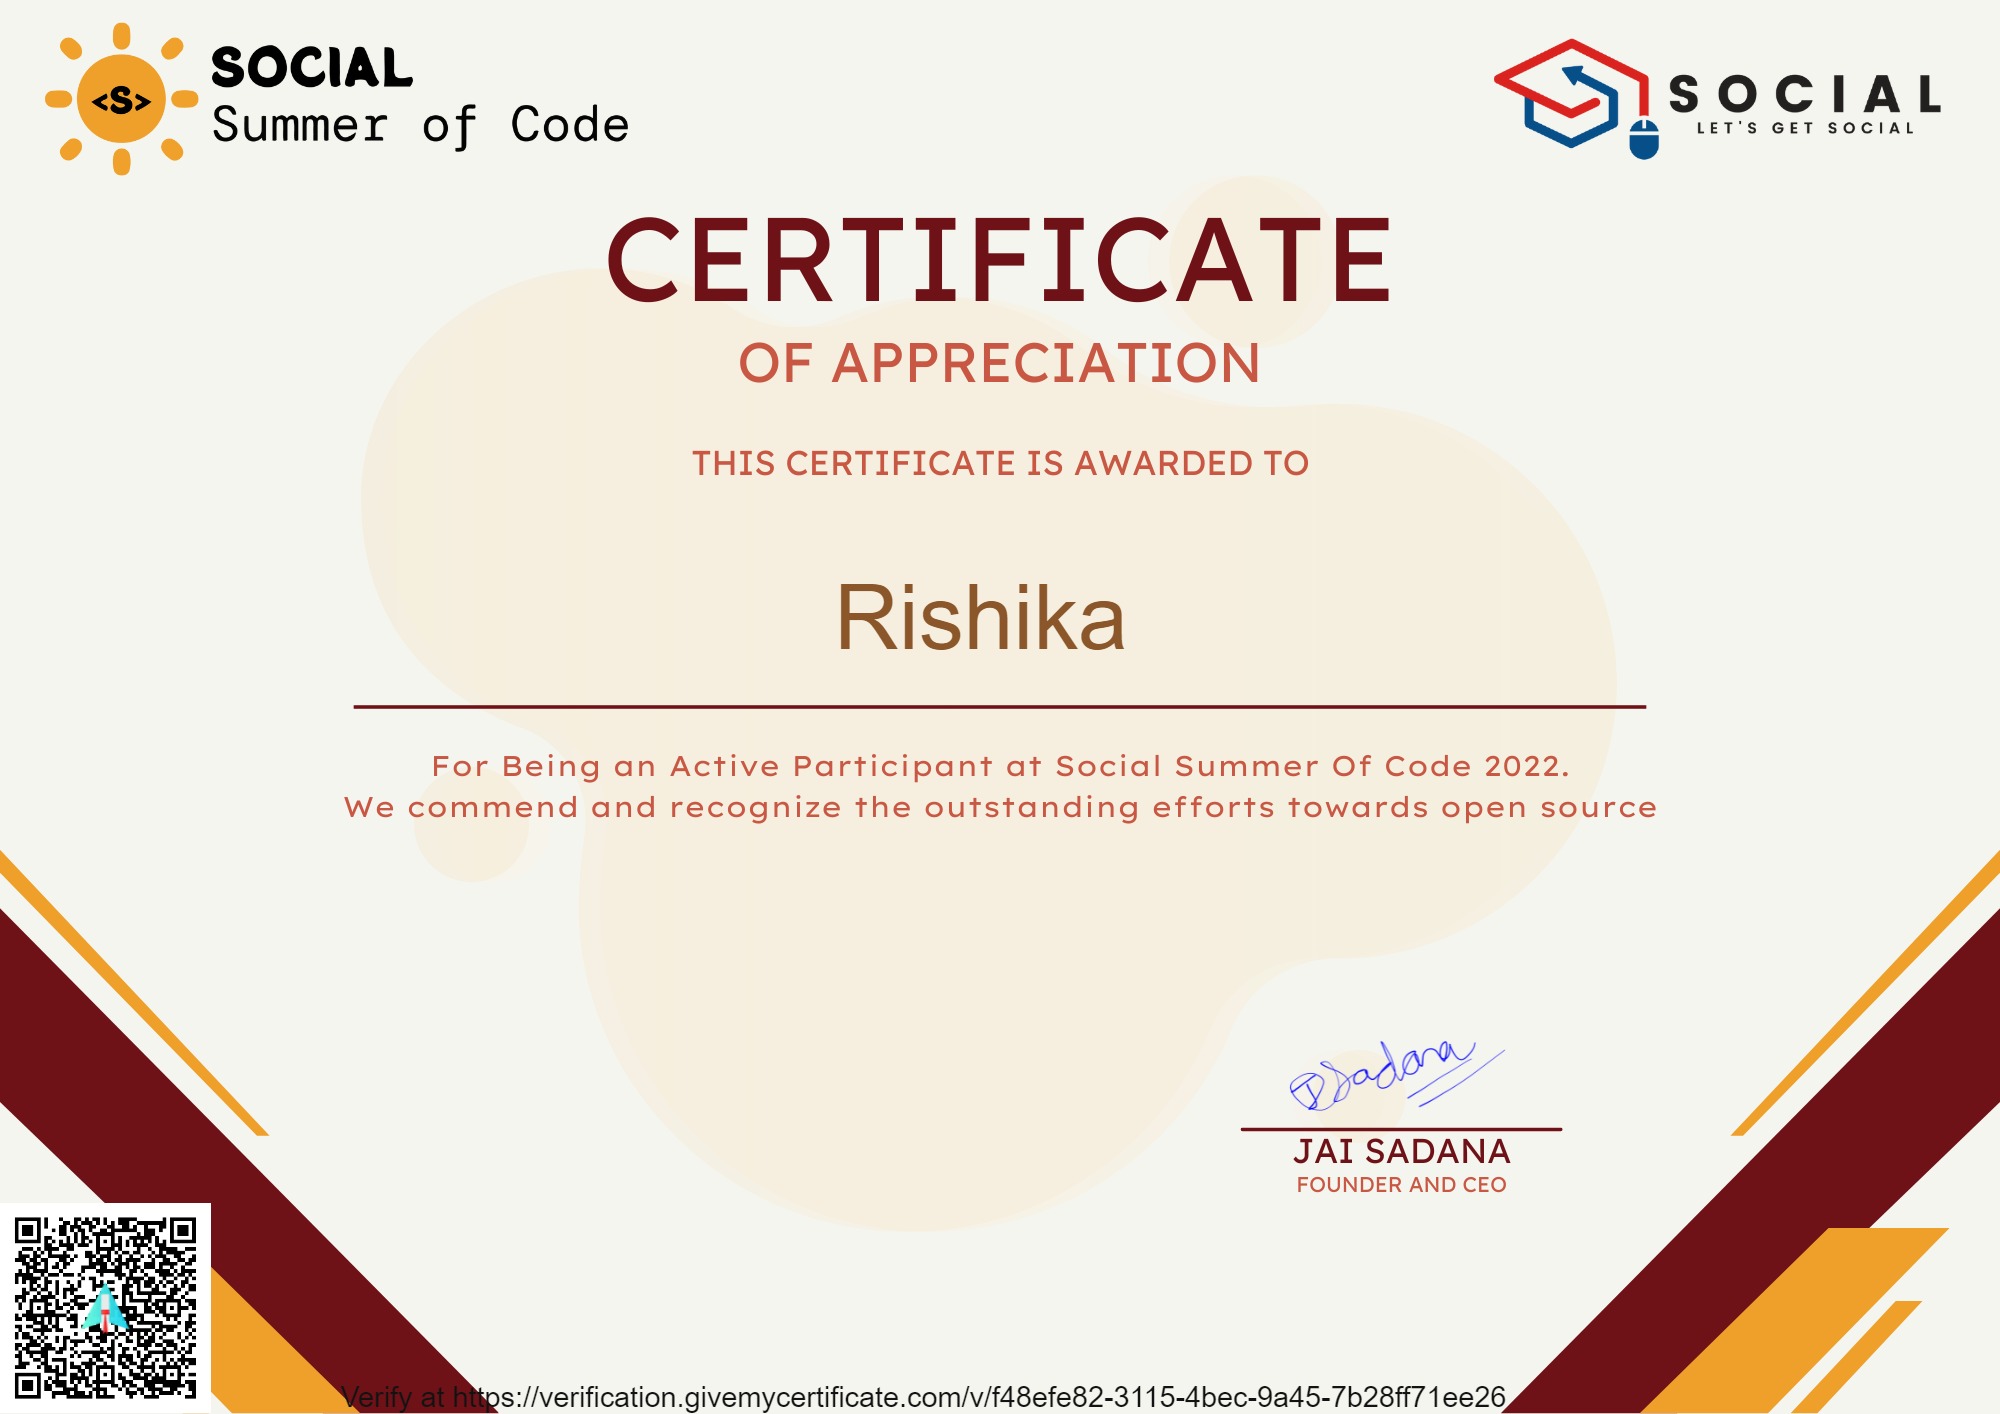 <S>
SOCIAL
Summer of Code
SOCIAL
LET'S GET SOCIAL
CERTIFICATE
OF APPRECIATION
THIS CERTIFICATE IS AWARDED TO
Rishika
For Being an Active Participant at Social Summer Of Code 2022.
We commend and recognize the outstanding efforts towards open source
J Sadana
JAI SADANA
FOUNDER AND CEO
Verify at https://verification.givemycertificate.com/v/f48efe82-3115-4bec-9a45-7b28ff71ee26